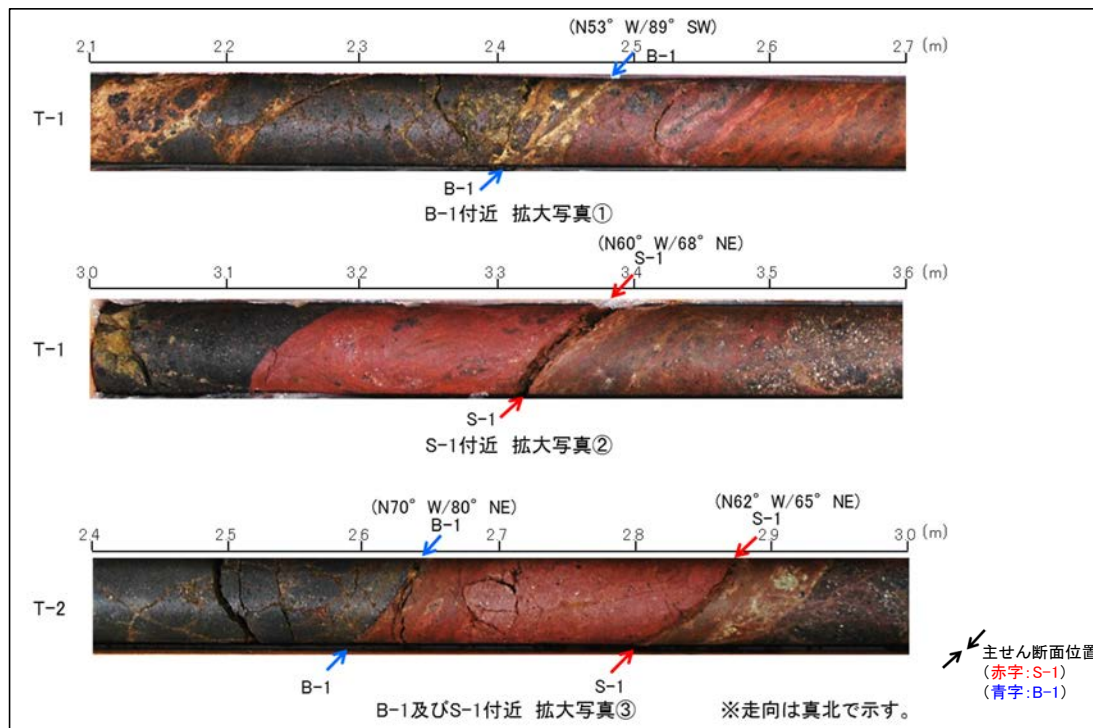 (N53° W/89° SW)
2.1 2.2 2.3 2.4 2.5 2.6 2.7 (m)
B-1
T-1
B-1
B-1付近 拡大写真①
(N60° W/68° NE)
S-1
3.0 3.1 3.2 3.3 3.4 3.5 3.6 (m)
T-1
S-1
S-1付近 拡大写真②
(N70° W/80° NE) (N62° W/65° NE)
B-1 S-1
2.4 2.5 2.6 2.7 2.8 2.9 3.0 (m)
T-2
B-1 S-1
B-1及びS-1付近 拡大写真③ ※走向は真北で示す。
主せん断面位置
(赤字:S-1)
(青字:B-1)